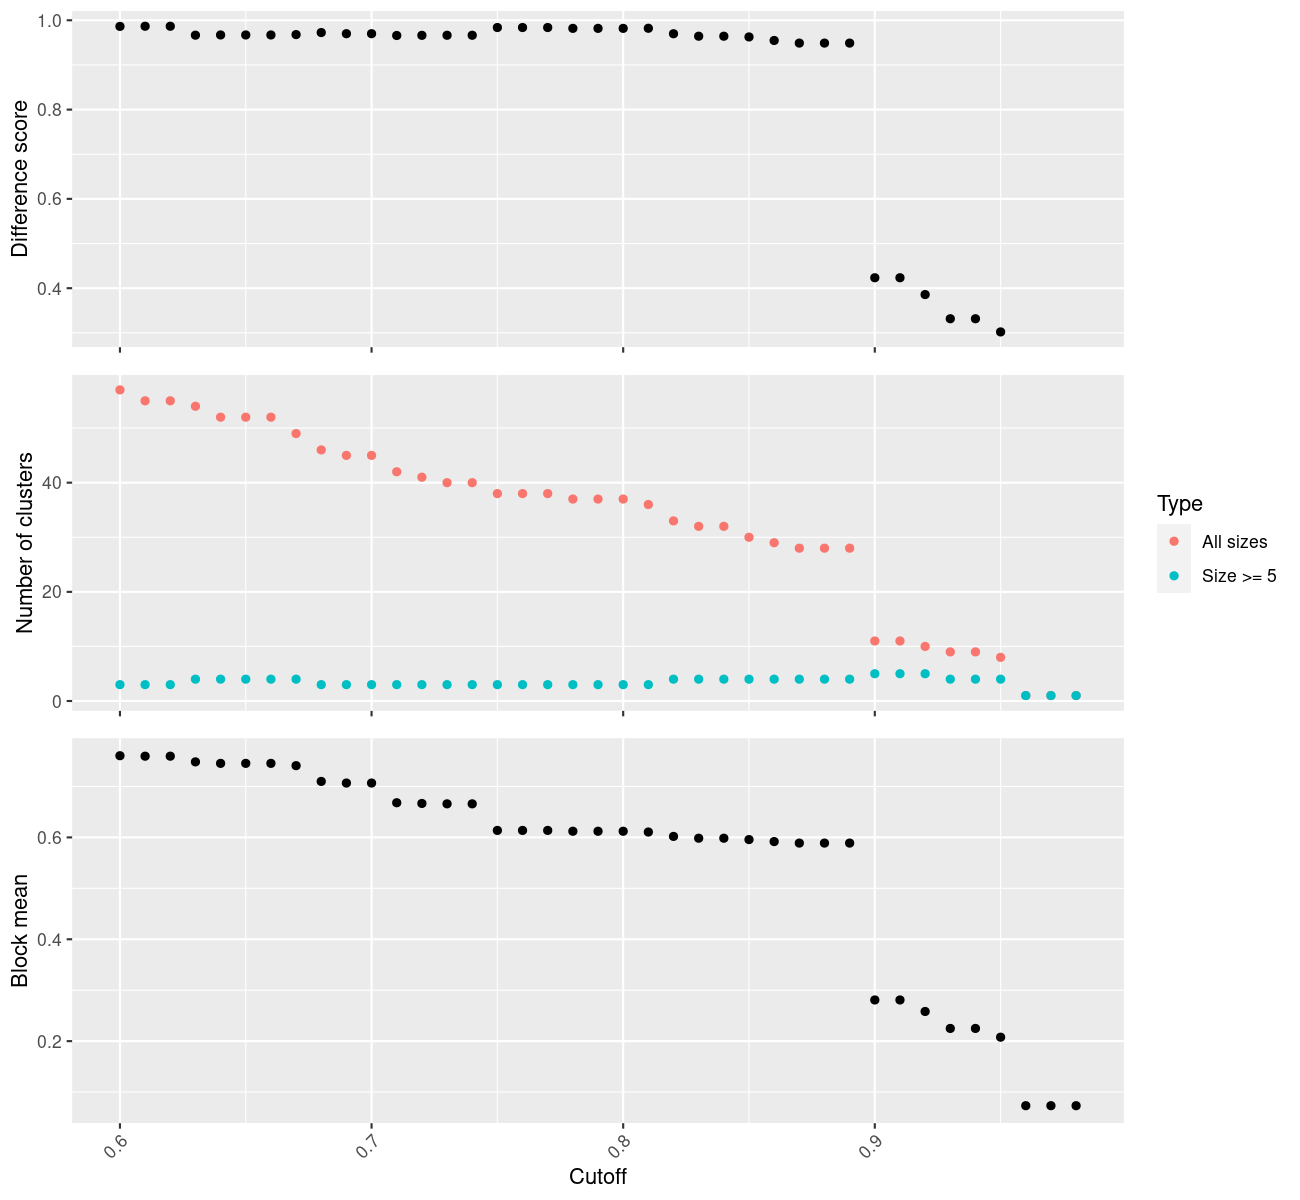 Difference score
1.0
0.8
0.6
0.4
Number of clusters
40
20
0
Type
All sizes
Size >= 5
Block mean
0.6
0.4
0.2
0.6
0.7
0.8
0.9
Cutoff